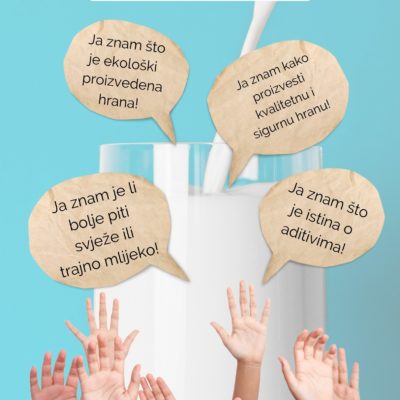 Ja znam što
je ekološki
proizvedena
hrana!
Ja znam kako
proizvesti
kvalitetnu i
sigurnu hranu!
Ja znam je li
bolje piti
svježe ili
trajno mlijeko!
Ja znam što
je istina o
aditivima!